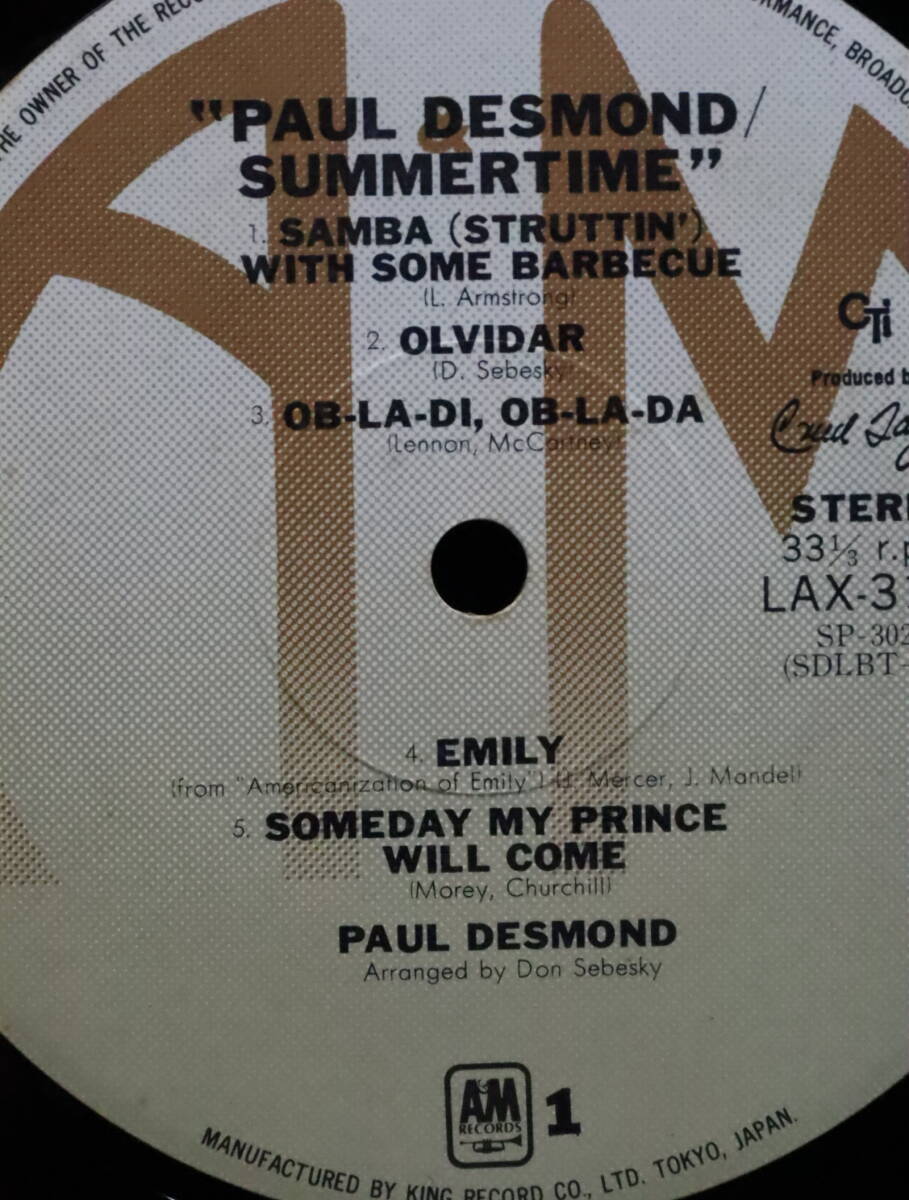 THE OWNER OF THE
BROADC
"PAUL DESMOND/
SUMMERTIME"
1. SAMBA (STRUTTIN')
WITH SOME BARBECUE
(L. Armstrong)
2. OLVIDAR
(D. Sebesky)
3. OB-LA-DI, OB-LA-DA
(Lennon, McCartney)
CTi
Produced b
STER
33⅓ r.p
LAX-3
SP-302
(SDLBT-
4. EMILY
(from "Americanization of Emily") (J. Mercer, J. Mandel)
5. SOMEDAY MY PRINCE
WILL COME
(Morey, Churchill)
PAUL DESMOND
Arranged by Don Sebesky
A&M
RECORDS
1
MANUFACTURED BY KING RECORD CO., LTD. TOKYO, JAPAN.